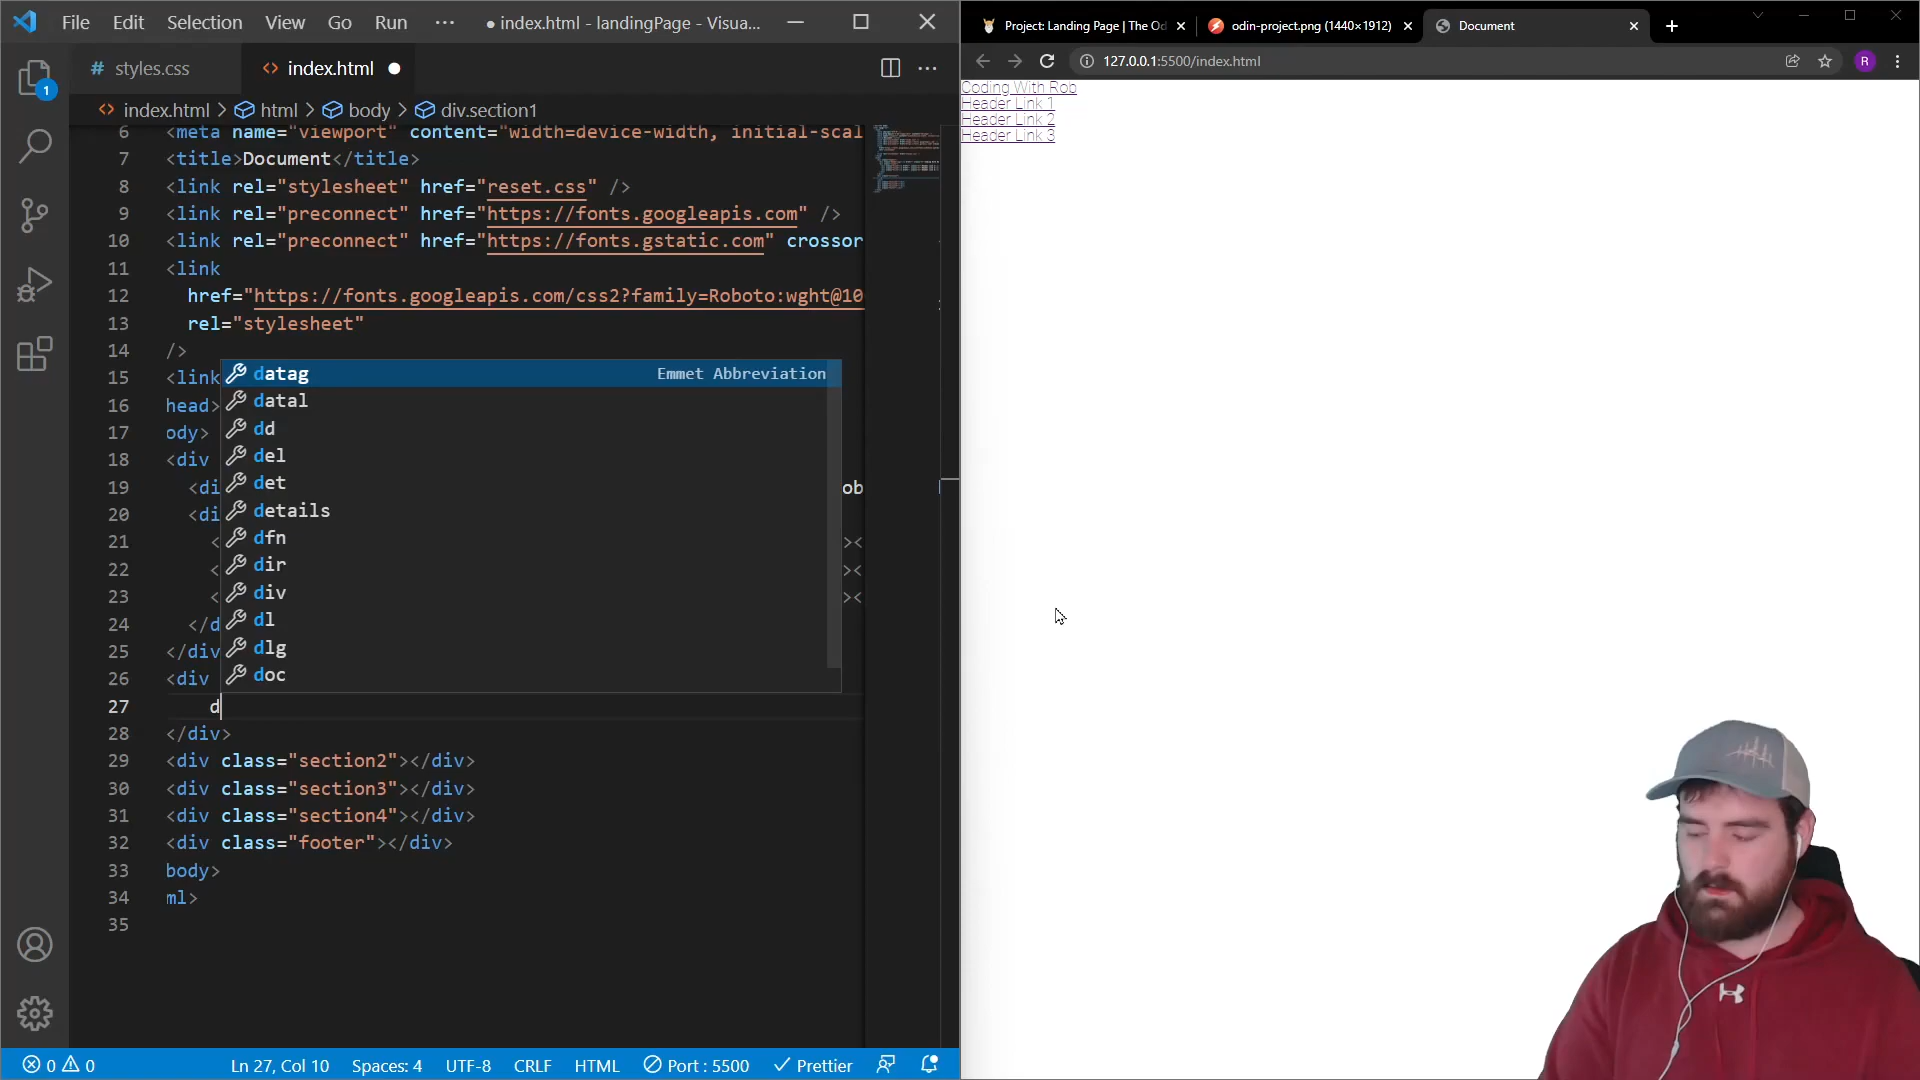 File Edit Selection View Go Run ··· ● index.html - landingPage - Visua...
# styles.css <> index.html ●
<> index.html > html > body > div.section1
6 <meta name="viewport" content="width=device-width, initial-scal
7 <title>Document</title>
8 <link rel="stylesheet" href="reset.css" />
9 <link rel="preconnect" href="https://fonts.googleapis.com" />
10 <link rel="preconnect" href="https://fonts.gstatic.com" crossor
11 <link
12 href="https://fonts.googleapis.com/css2?family=Roboto:wght@10
13 rel="stylesheet"
14 />
15 <link
16 head>
17 ody>
18 <div
19 <di ob
20 <di
21 < ><
22 < ><
23 < ><
24 </d
25 </div
26 <div
27 d
28 </div>
29 <div class="section2"></div>
30 <div class="section3"></div>
31 <div class="section4"></div>
32 <div class="footer"></div>
33 body>
34 ml>
35
datag Emmet Abbreviation
datal
dd
del
det
details
dfn
dir
div
dl
dlg
doc
1
0 0 Ln 27, Col 10 Spaces: 4 UTF-8 CRLF HTML Port : 5500 Prettier
Project: Landing Page | The Od odin-project.png (1440×1912) Document
127.0.0.1:5500/index.html R
Coding With Rob
Header Link 1
Header Link 2
Header Link 3